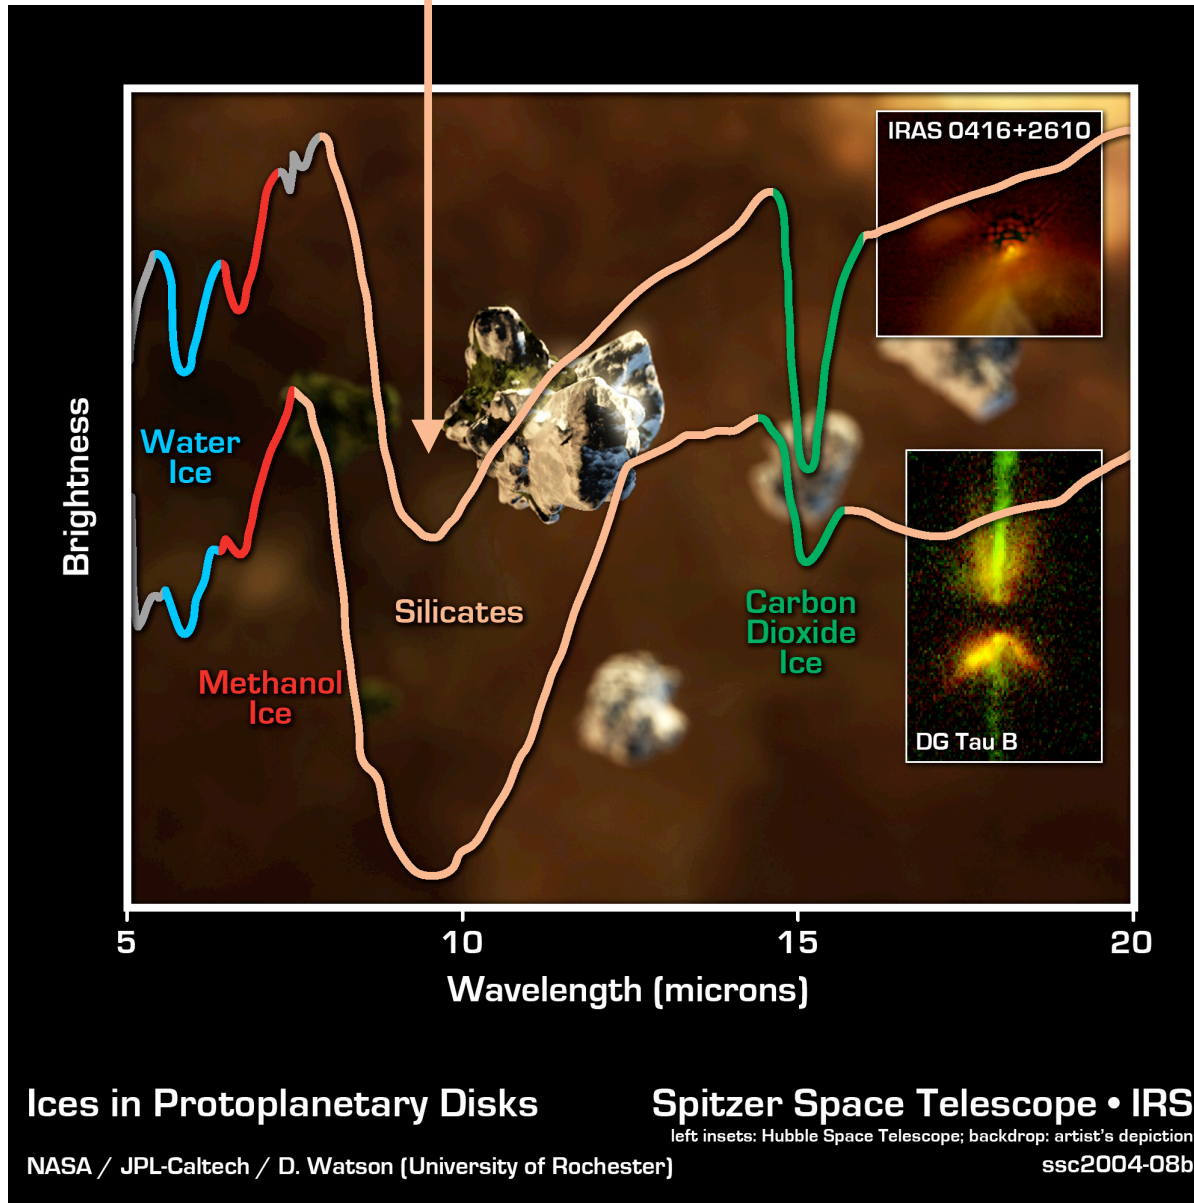 IRAS 0416+2610
Brightness
Water
Ice
Methanol
Ice
Silicates
Carbon
Dioxide
Ice
DG Tau B
5
10
15
20
Wavelength (microns)
Ices in Protoplanetary Disks
NASA / JPL-Caltech / D. Watson (University of Rochester)
Spitzer Space Telescope • IRS
left insets: Hubble Space Telescope; backdrop: artist's depiction
ssc2004-08b